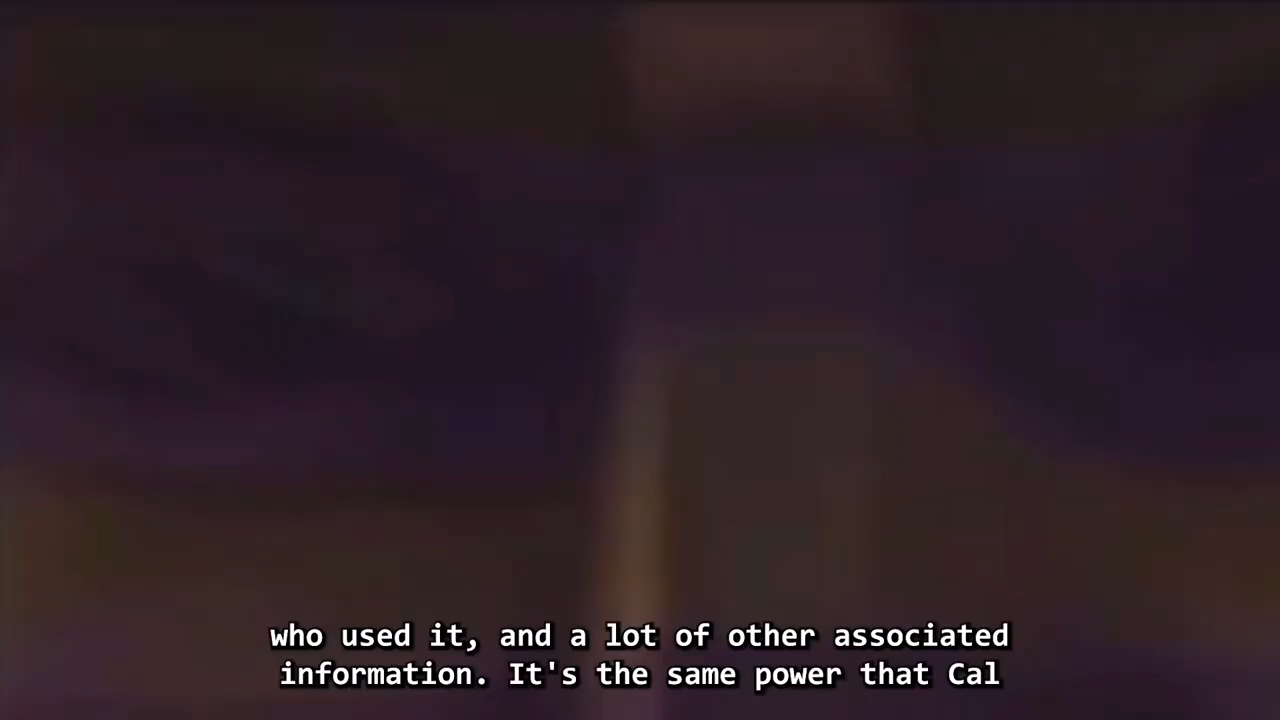 who used it, and a lot of other associated
information. It's the same power that Cal